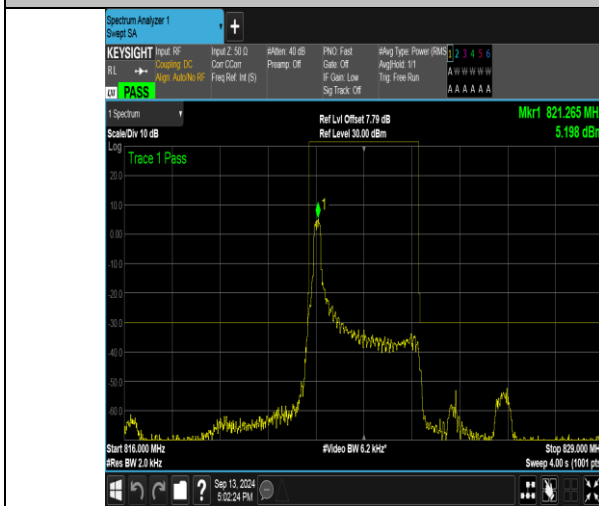 Spectrum Analyzer 1
Swept SA
+
KEYSIGHT Input: RF Input Z: 50 Ω #Atten: 40 dB PNO: Fast #Avg Type: Power (RMS 1 2 3 4 5 6
RL Coupling: DC Corr CCorr Preamp: Off Gate: Off Avg|Hold: 1/1 A W W W W W
Align: Auto/No RF Freq Ref: Int (S) IF Gain: Low Trig: Free Run
LXI PASS Sig Track: Off A A A A A A
1 Spectrum Ref Lvl Offset 7.79 dB Mkr1 821.265 MH
Scale/Div 10 dB Ref Level 30.00 dBm 5.198 dBr
Log
Trace 1 Pass
20.0
10.0
1
0.00
-10.0
-20.0
-30.0
-40.0
-50.0
-60.0
Start 816.000 MHz #Video BW 6.2 kHz* Stop 829.000 MH
#Res BW 2.0 kHz Sweep 4.00 s (1001 pts
? Sep 13, 2024
5:02:24 PM